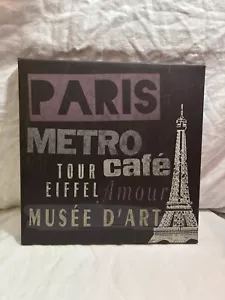 PARIS
METRO
café
TOUR
EIFFEL
Amour
MUSÉE D'ART